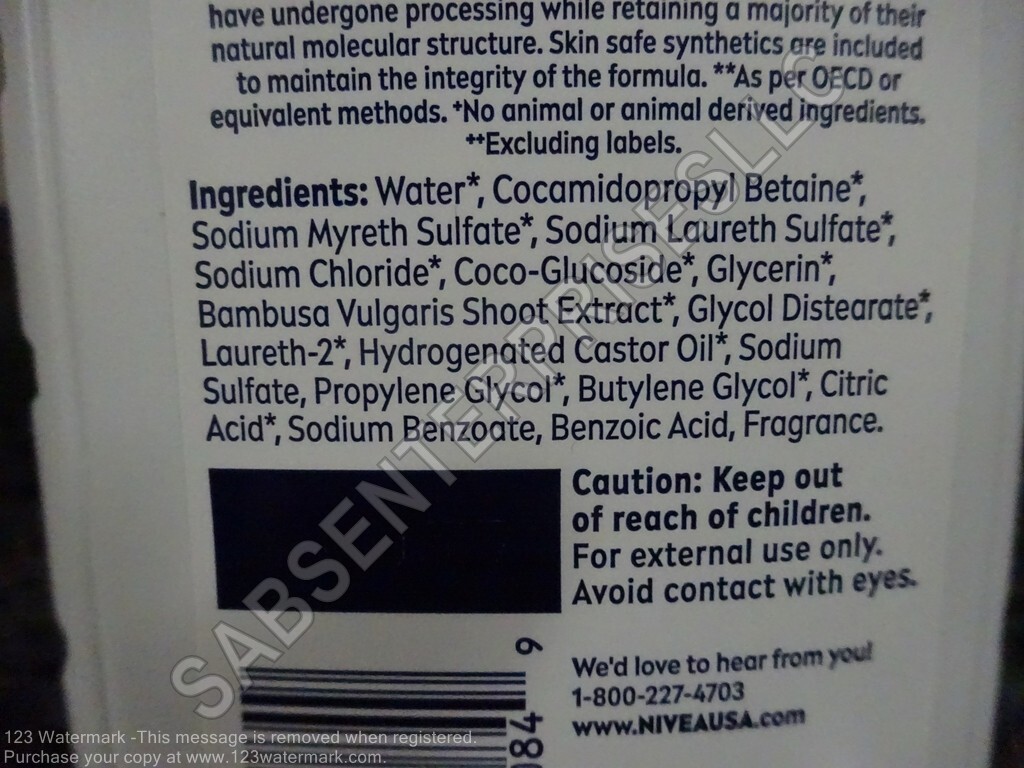 have undergone processing while retaining a majority of their
natural molecular structure. Skin safe synthetics are included
to maintain the integrity of the formula. **As per OECD or
equivalent methods. +No animal or animal derived ingredients.
++Excluding labels.
Ingredients: Water*, Cocamidopropyl Betaine*,
Sodium Myreth Sulfate*, Sodium Laureth Sulfate*,
Sodium Chloride*, Coco-Glucoside*, Glycerin*,
Bambusa Vulgaris Shoot Extract*, Glycol Distearate*,
Laureth-2*, Hydrogenated Castor Oil*, Sodium
Sulfate, Propylene Glycol*, Butylene Glycol*, Citric
Acid*, Sodium Benzoate, Benzoic Acid, Fragrance.
Caution: Keep out
of reach of children.
For external use only.
Avoid contact with eyes.
We'd love to hear from you!
1-800-227-4703
www.NIVEAUSA.com
9
84
SABSENTERPRISESLLC
123 Watermark -This message is removed when registered.
Purchase your copy at www.123watermark.com.